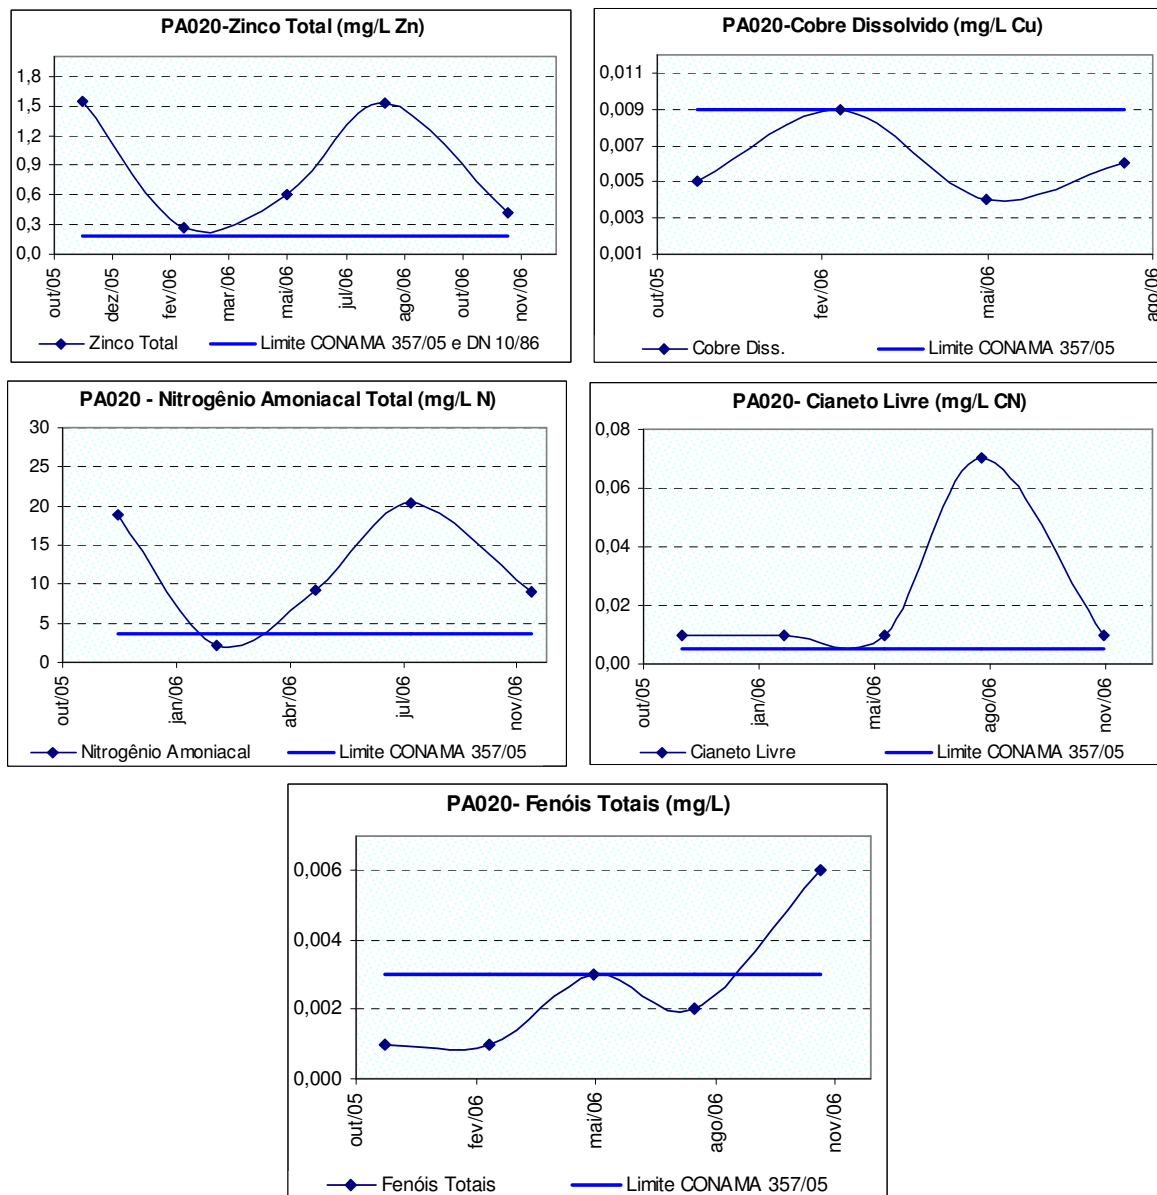 PA020-Zinco Total (mg/L Zn)
1,8
1,5
1,2
0,9
0,6
0,3
0,0
out/05
dez/05
fev/06
mar/06
mai/06
jul/06
ago/06
out/06
nov/06
Zinco Total
Limite CONAMA 357/05 e DN 10/86
PA020-Cobre Dissolvido (mg/L Cu)
0,011
0,009
0,007
0,005
0,003
0,001
out/05
fev/06
mai/06
ago/06
Cobre Diss.
Limite CONAMA 357/05
PA020 - Nitrogênio Amoniacal Total (mg/L N)
30
25
20
15
10
5
0
out/05
jan/06
abr/06
jul/06
nov/06
Nitrogênio Amoniacal
Limite CONAMA 357/05
PA020- Cianeto Livre (mg/L CN)
0,08
0,06
0,04
0,02
0,00
out/05
jan/06
mai/06
ago/06
nov/06
Cianeto Livre
Limite CONAMA 357/05
PA020- Fenóis Totais (mg/L)
0,006
0,004
0,002
0,000
out/05
fev/06
mai/06
ago/06
nov/06
Fenóis Totais
Limite CONAMA 357/05